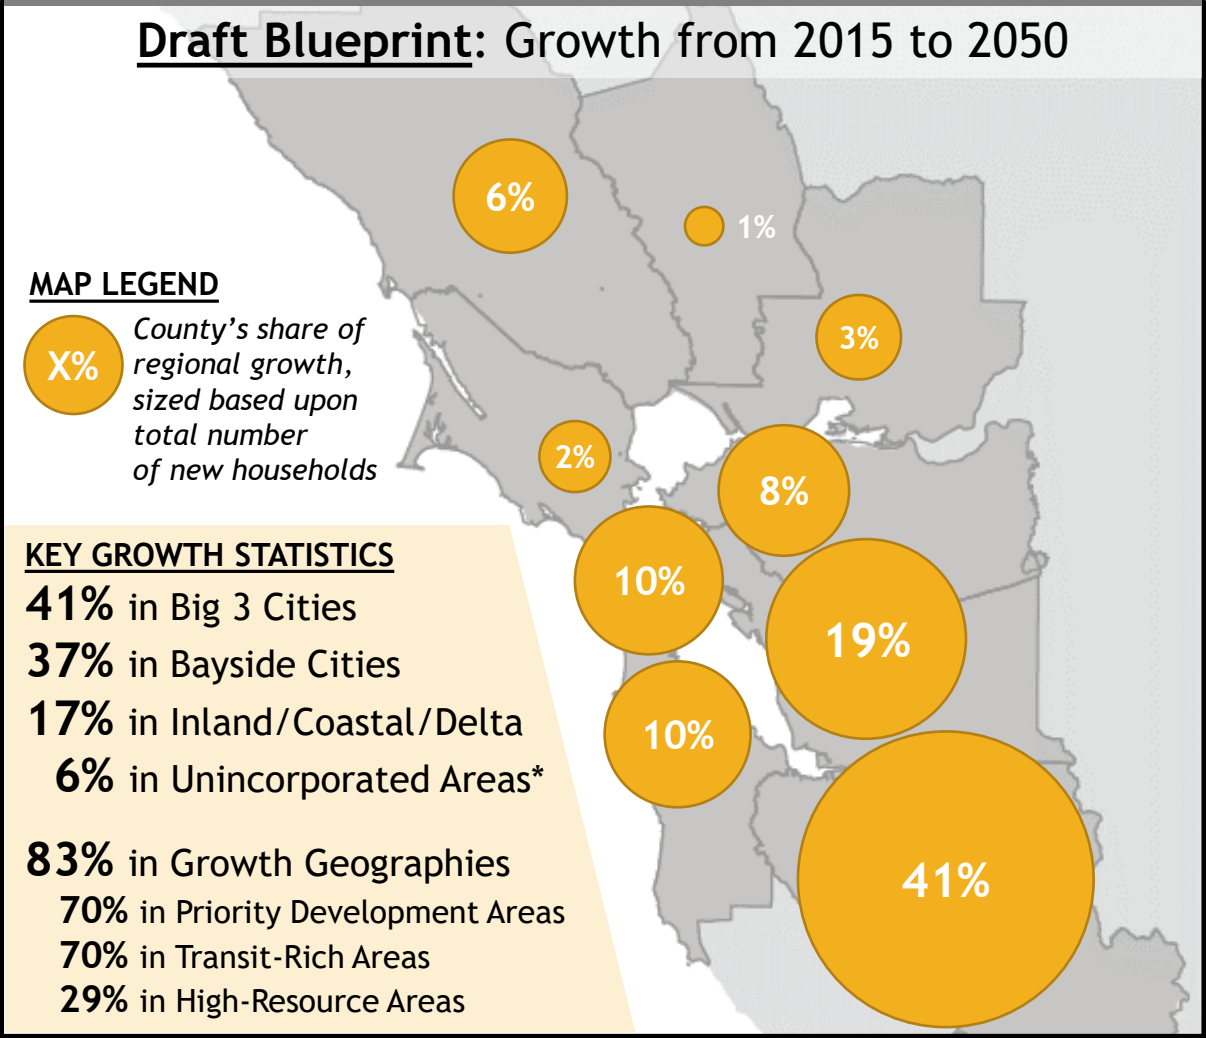 Draft Blueprint: Growth from 2015 to 2050
6%
1%
MAP LEGEND
X%
County’s share of
regional growth,
sized based upon
total number
of new households
3%
2%
8%
10%
19%
10%
41%
KEY GROWTH STATISTICS
41% in Big 3 Cities
37% in Bayside Cities
17% in Inland/Coastal/Delta
6% in Unincorporated Areas*
83% in Growth Geographies
70% in Priority Development Areas
70% in Transit-Rich Areas
29% in High-Resource Areas